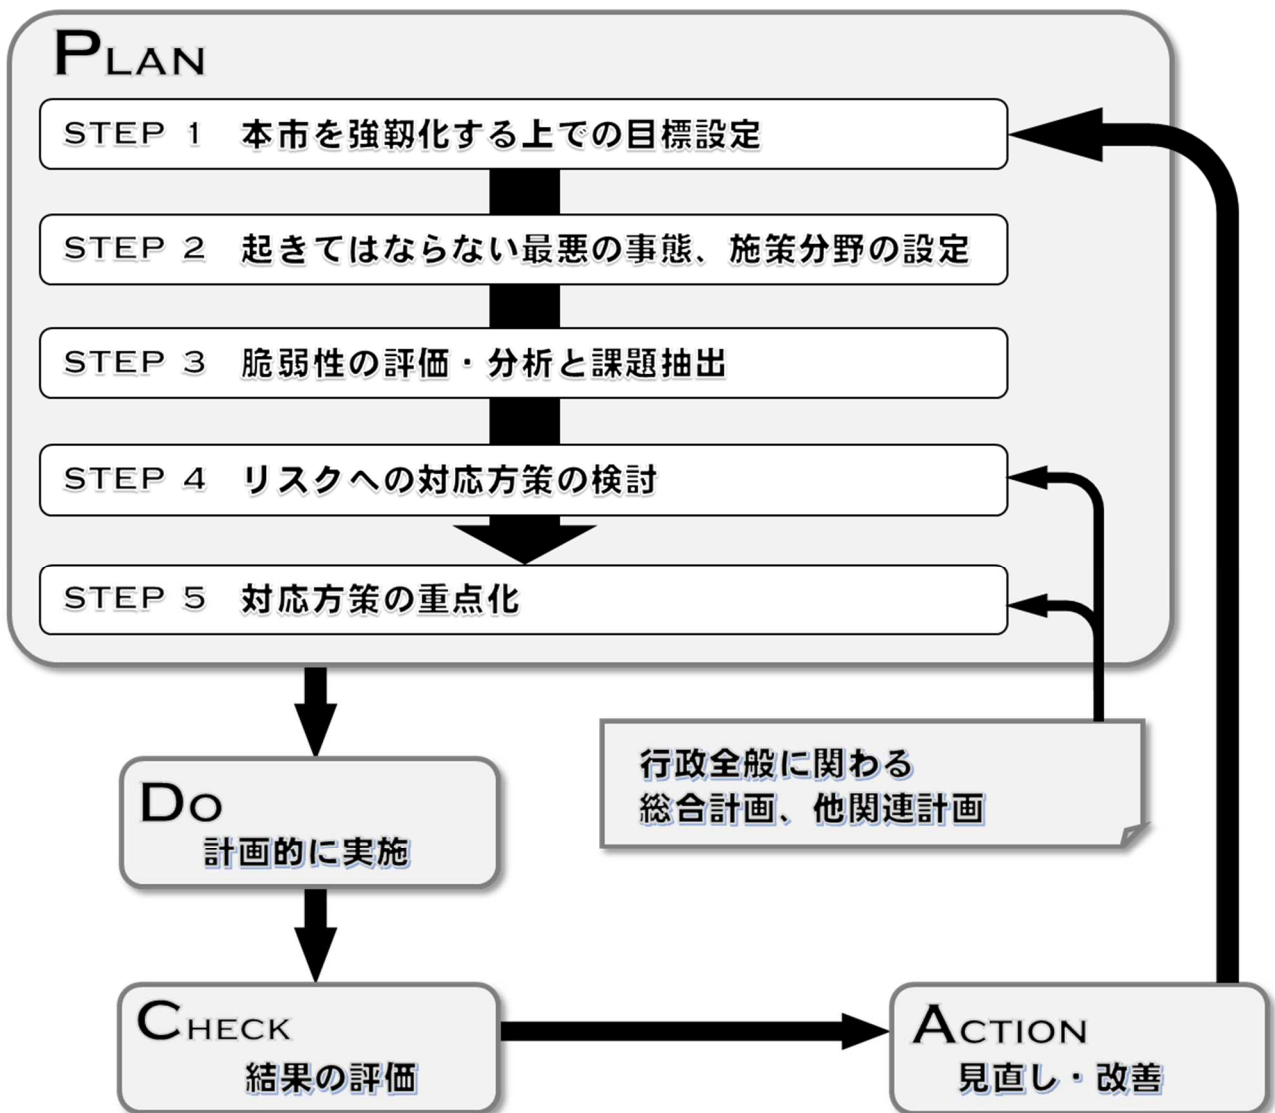 PLAN
STEP 1 本市を強靱化する上での目標設定
STEP 2 起きてはならない最悪の事態、施策分野の設定
STEP 3 脆弱性の評価・分析と課題抽出
STEP 4 リスクへの対応方策の検討
STEP 5 対応方策の重点化
行政全般に関わる
総合計画、他関連計画
DO
計画的に実施
CHECK
結果の評価
ACTION
見直し・改善